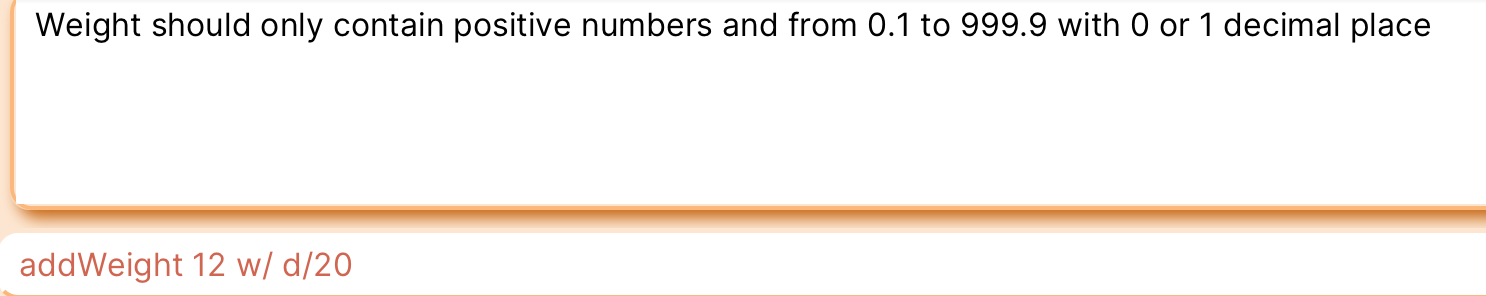 Weight should only contain positive numbers and from 0.1 to 999.9 with 0 or 1 decimal place
addWeight 12 w/ d/20